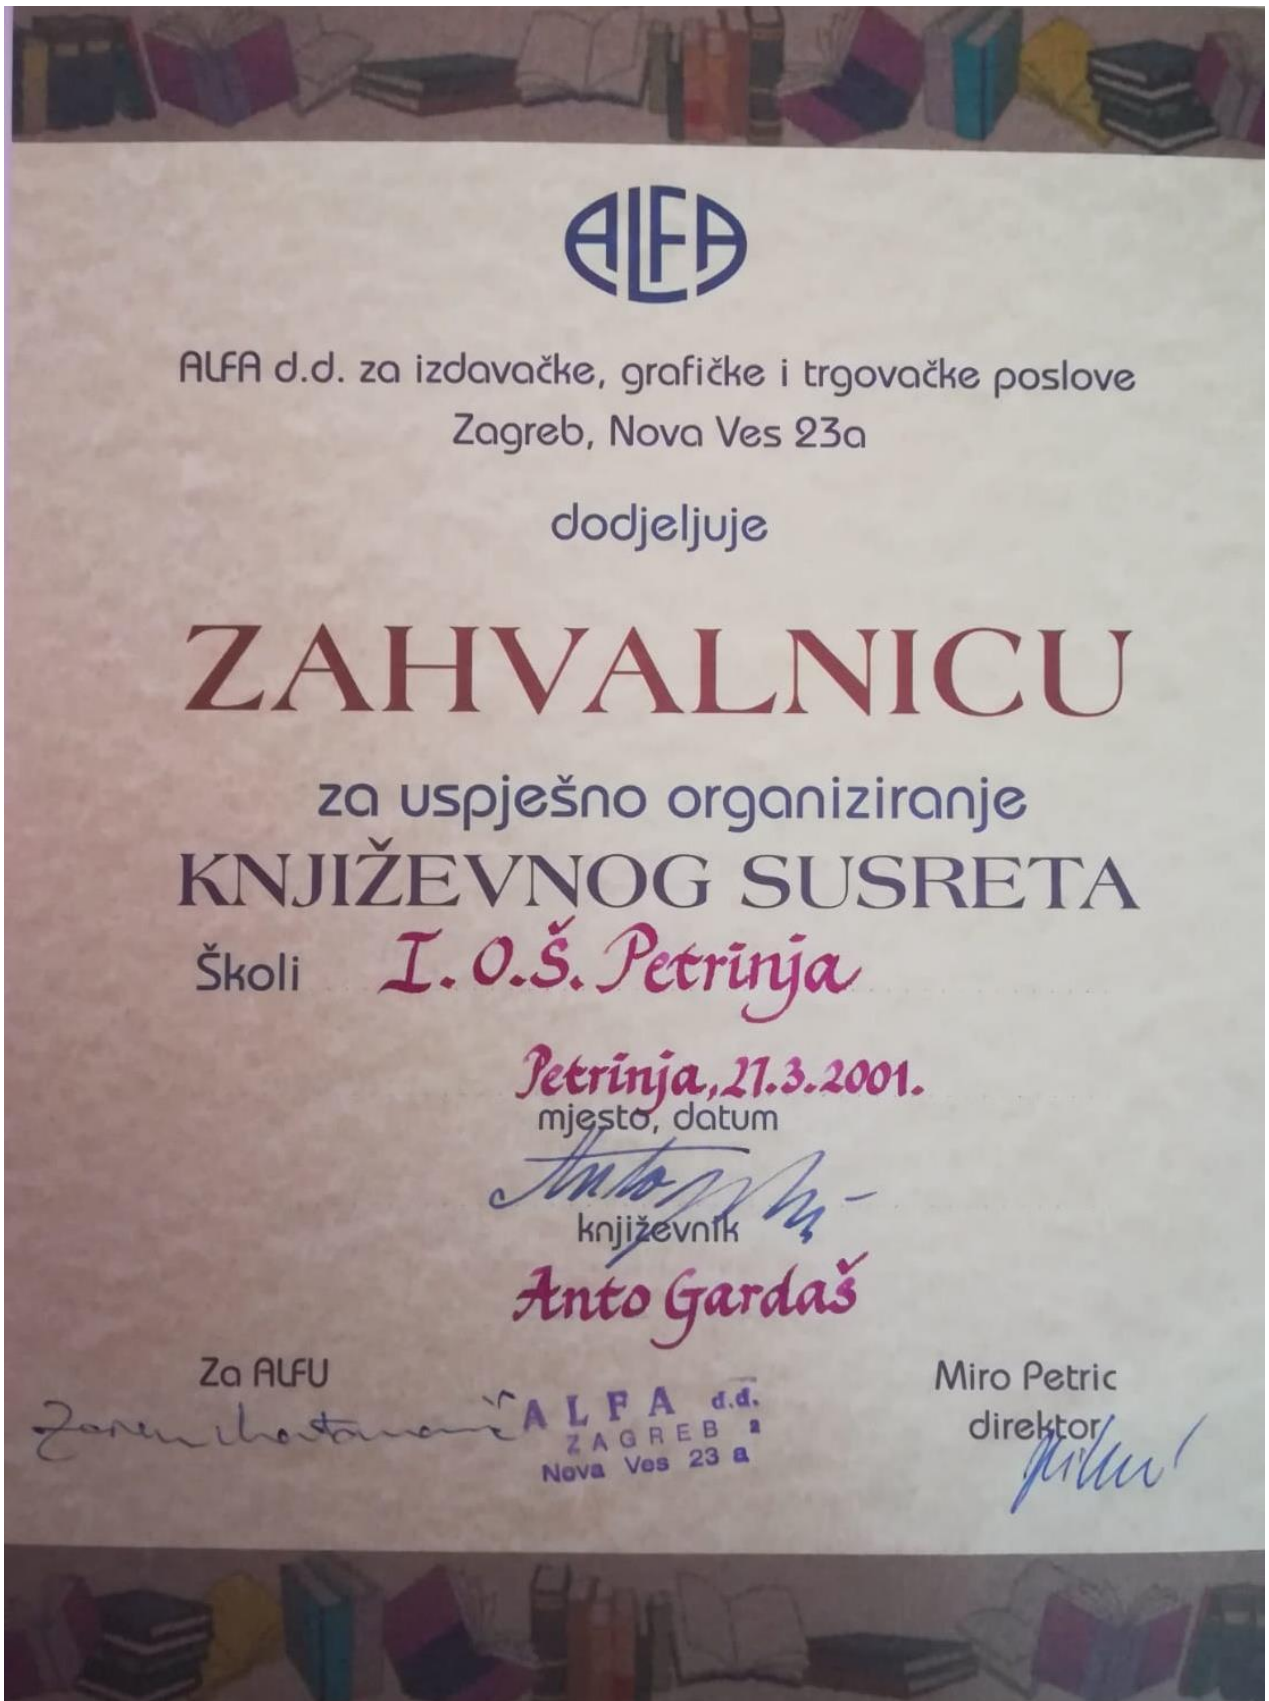 ALFA
ALFA d.d. za izdavačke, grafičke i trgovačke poslove
Zagreb, Nova Ves 23a
dodjeljuje
ZAHVALNICU
za uspješno organiziranje
KNJIŽEVNOG SUSRETA
Školi I. O.Š. Petrinja
Petrinja, 27.3.2001.
mjesto, datum
Anto
književnik
Anto Gardaš
Za ALFU
Miro Petric
direktor
ALFA d.d.
ZAGREB
Nova Ves 23 a